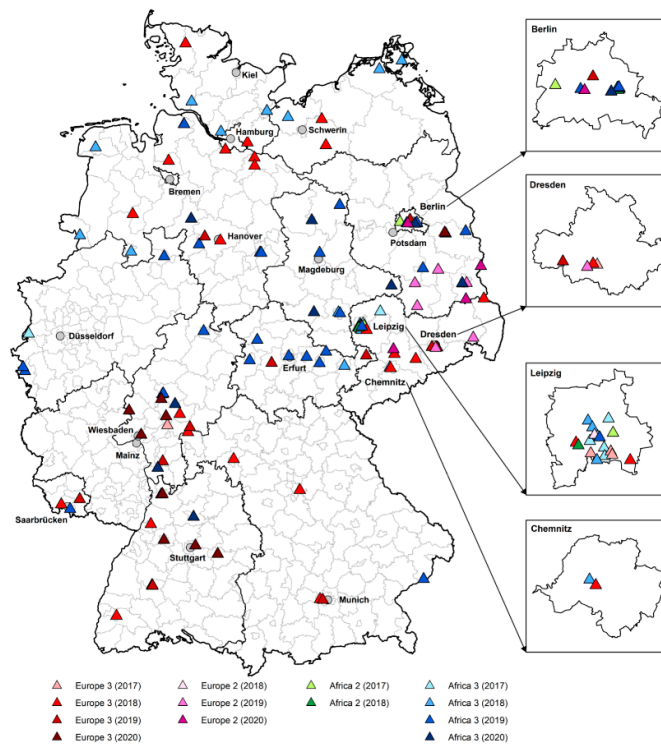 Berlin
Kiel
Hamburg
Schwerin
Bremen
Berlin
Dresden
Hanover
Potsdam
Magdeburg
Düsseldorf
Leipzig
Dresden
Erfurt
Chemnitz
Leipzig
Wiesbaden
Mainz
Saarbrücken
Chemnitz
Stuttgart
Munich
Europe 3 (2017)
Europe 2 (2018)
Africa 2 (2017)
Africa 3 (2017)
Europe 3 (2018)
Europe 2 (2019)
Africa 2 (2018)
Africa 3 (2018)
Europe 3 (2019)
Europe 2 (2020)
Africa 3 (2019)
Europe 3 (2020)
Africa 3 (2020)